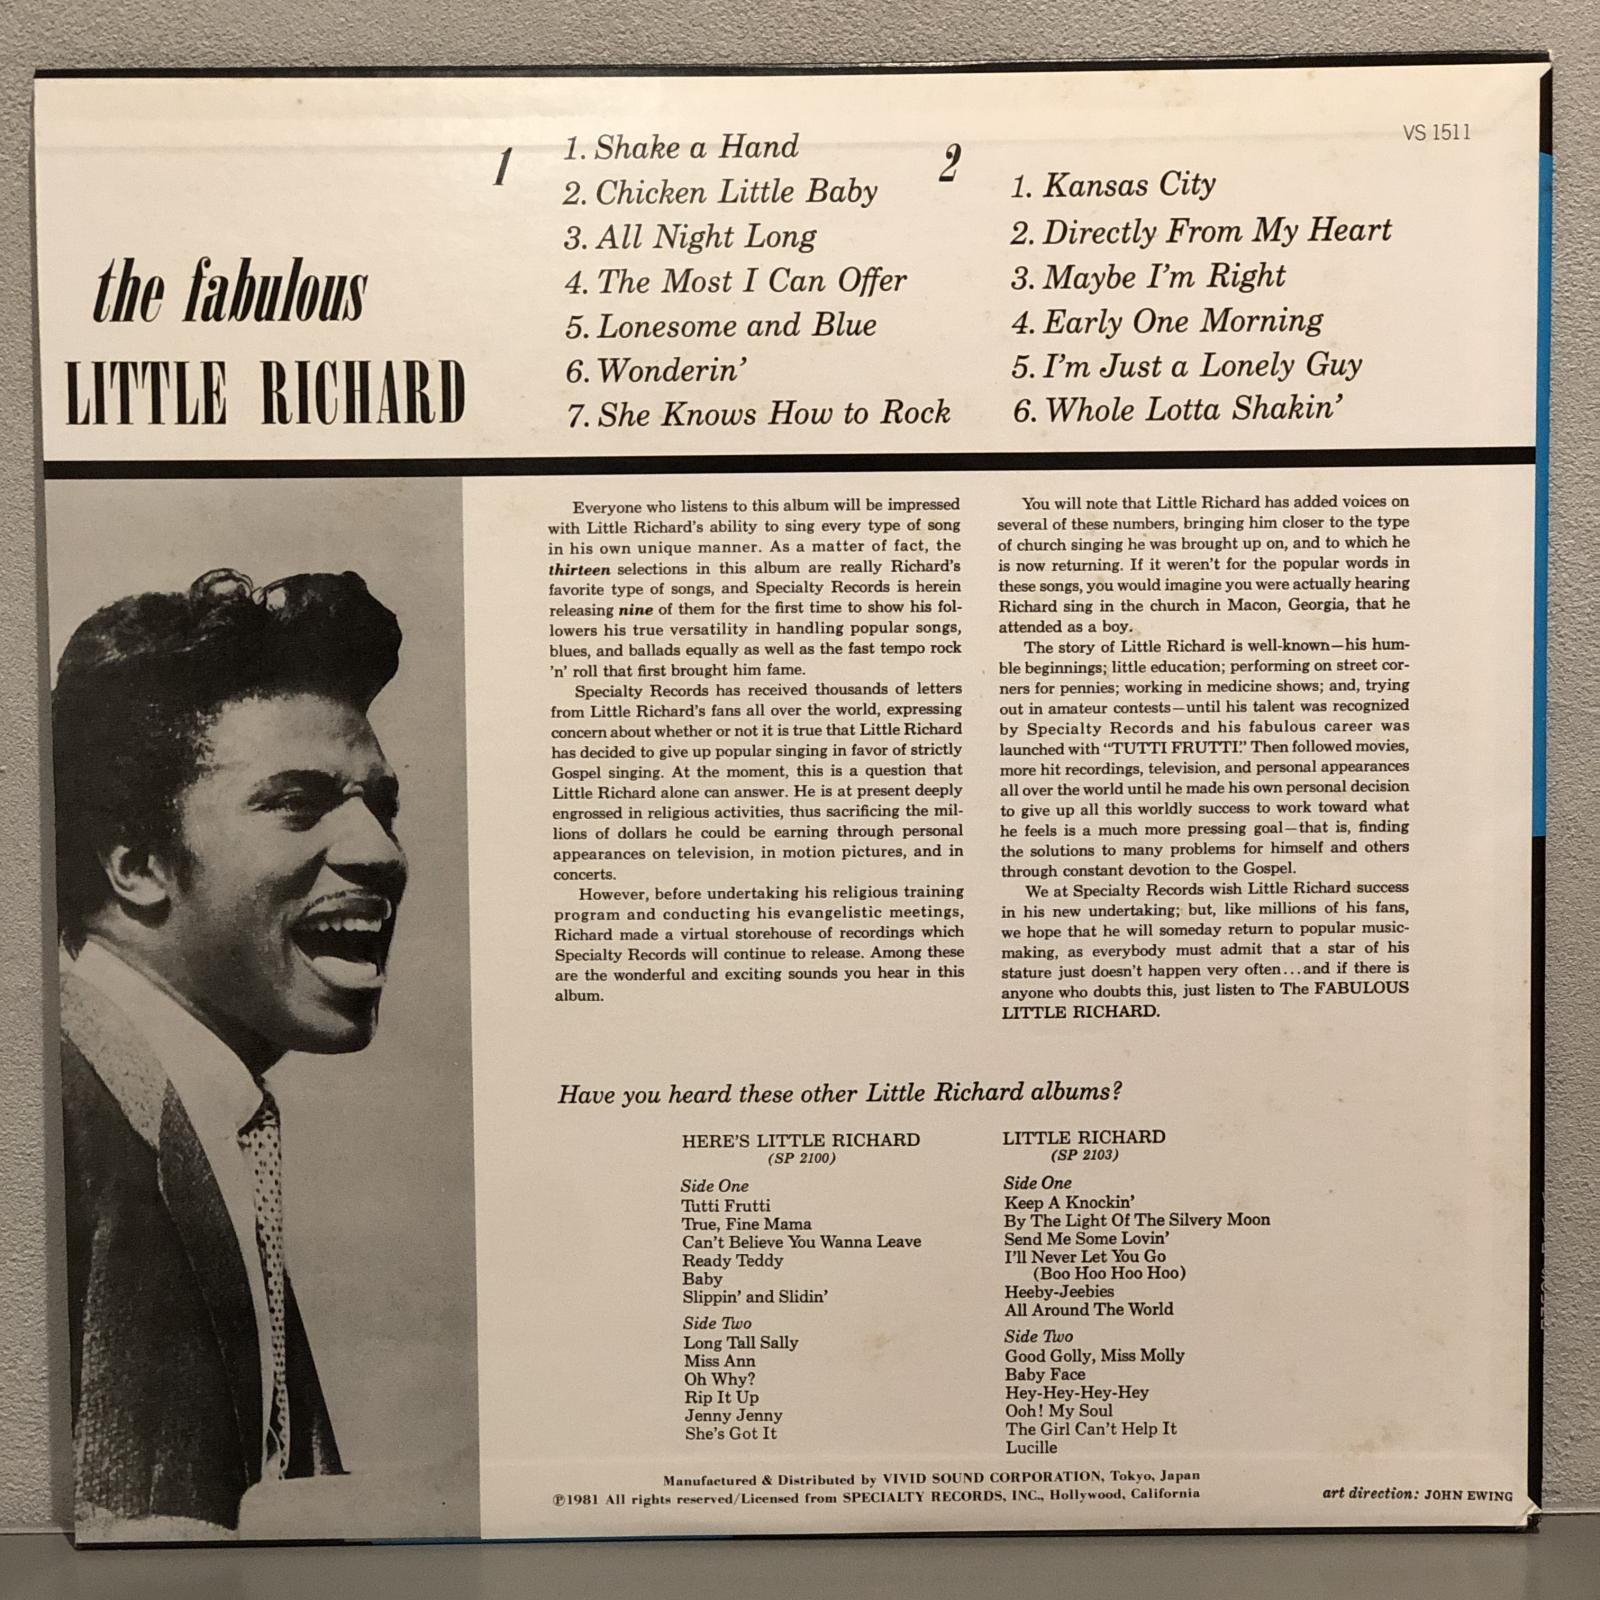 the fabulous
LITTLE RICHARD
1
1. Shake a Hand
2. Chicken Little Baby
3. All Night Long
4. The Most I Can Offer
5. Lonesome and Blue
6. Wonderin'
7. She Knows How to Rock
2
1. Kansas City
2. Directly From My Heart
3. Maybe I'm Right
4. Early One Morning
5. I'm Just a Lonely Guy
6. Whole Lotta Shakin'
VS 1511
Everyone who listens to this album will be impressed
with Little Richard's ability to sing every type of song
in his own unique manner. As a matter of fact, the
thirteen selections in this album are really Richard's
favorite type of songs, and Specialty Records is herein
releasing nine of them for the first time to show his fol-
lowers his true versatility in handling popular songs,
blues, and ballads equally as well as the fast tempo rock
'n' roll that first brought him fame.
Specialty Records has received thousands of letters
from Little Richard's fans all over the world, expressing
concern about whether or not it is true that Little Richard
has decided to give up popular singing in favor of strictly
Gospel singing. At the moment, this is a question that
Little Richard alone can answer. He is at present deeply
engrossed in religious activities, thus sacrificing the mil-
lions of dollars he could be earning through personal
appearances on television, in motion pictures, and in
concerts.
However, before undertaking his religious training
program and conducting his evangelistic meetings,
Richard made a virtual storehouse of recordings which
Specialty Records will continue to release. Among these
are the wonderful and exciting sounds you hear in this
album.
You will note that Little Richard has added voices on
several of these numbers, bringing him closer to the type
of church singing he was brought up on, and to which he
is now returning. If it weren't for the popular words in
these songs, you would imagine you were actually hearing
Richard sing in the church in Macon, Georgia, that he
attended as a boy.
The story of Little Richard is well-known—his hum-
ble beginnings; little education; performing on street cor-
ners for pennies; working in medicine shows; and, trying
out in amateur contests—until his talent was recognized
by Specialty Records and his fabulous career was
launched with "TUTTI FRUTTI." Then followed movies,
more hit recordings, television, and personal appearances
all over the world until he made his own personal decision
to give up all this worldly success to work toward what
he feels is a much more pressing goal—that is, finding
the solutions to many problems for himself and others
through constant devotion to the Gospel.
We at Specialty Records wish Little Richard success
in his new undertaking; but, like millions of his fans,
we hope that he will someday return to popular music-
making, as everybody must admit that a star of his
stature just doesn't happen very often...and if there is
anyone who doubts this, just listen to The FABULOUS
LITTLE RICHARD.
Have you heard these other Little Richard albums?
HERE'S LITTLE RICHARD
(SP 2100)
Side One
Tutti Frutti
True, Fine Mama
Can't Believe You Wanna Leave
Ready Teddy
Baby
Slippin' and Slidin'
Side Two
Long Tall Sally
Miss Ann
Oh Why?
Rip It Up
Jenny Jenny
She's Got It
LITTLE RICHARD
(SP 2103)
Side One
Keep A Knockin'
By The Light Of The Silvery Moon
Send Me Some Lovin'
I'll Never Let You Go
(Boo Hoo Hoo Hoo)
Heeby-Jeebies
All Around The World
Side Two
Good Golly, Miss Molly
Baby Face
Hey-Hey-Hey-Hey
Ooh! My Soul
The Girl Can't Help It
Lucille
Manufactured & Distributed by VIVID SOUND CORPORATION, Tokyo, Japan
℗1981 All rights reserved/Licensed from SPECIALTY RECORDS, INC., Hollywood, California
art direction: JOHN EWING